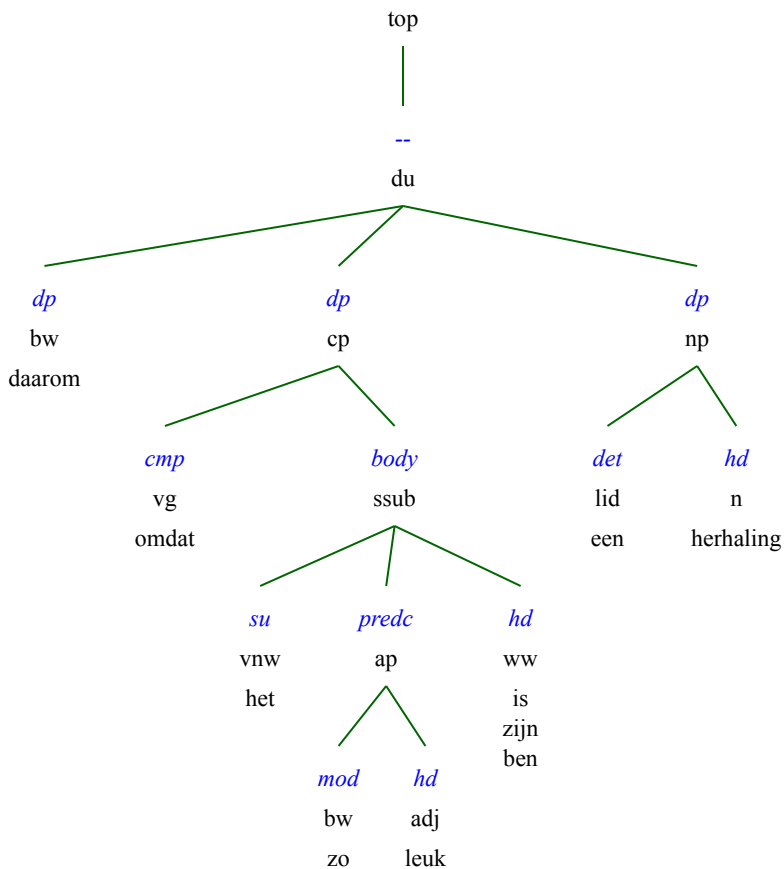 top
--
du
dp dp dp
bw cp np
daarom
cmp body det hd
vg ssub lid n
omdat een herhaling
su predc hd
vnw ap ww
het is
zijn
ben
mod hd
bw adj
zo leuk